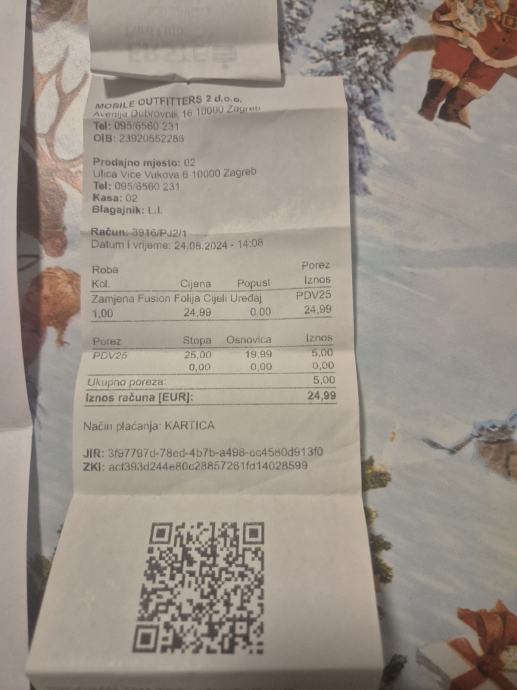 ERSTE
MOBILE OUTFITTERS 2 d.o.o.
Avenija Dubrovnik 16 10000 Zagreb
Tel: 095/6560 231
OIB: 23920552286
Prodajno mjesto: 02
Ulica Vice Vukova 6 10000 Zagreb
Tel: 095/6560 231
Kasa: 02
Blagajnik: L.I.
Račun: 3916/PJ2/1
Datum i vrijeme: 24.08.2024 - 14:08
Roba Porez
Kol. Cijena Popust Iznos
Zamjena Fusion Folija Cijeli Uređaj PDV25
1,00 24,99 0,00 24,99
Porez Stopa Osnovica Iznos
PDV25 25,00 19,99 5,00
0,00 0,00 0,00
Ukupno poreza: 5,00
Iznos računa [EUR]: 24,99
Način plaćanja: KARTICA
JIR: 3f97797d-78ed-4b7b-a498-cc4580d913f0
ZKI: acf393d244e80c28857261fd14028599